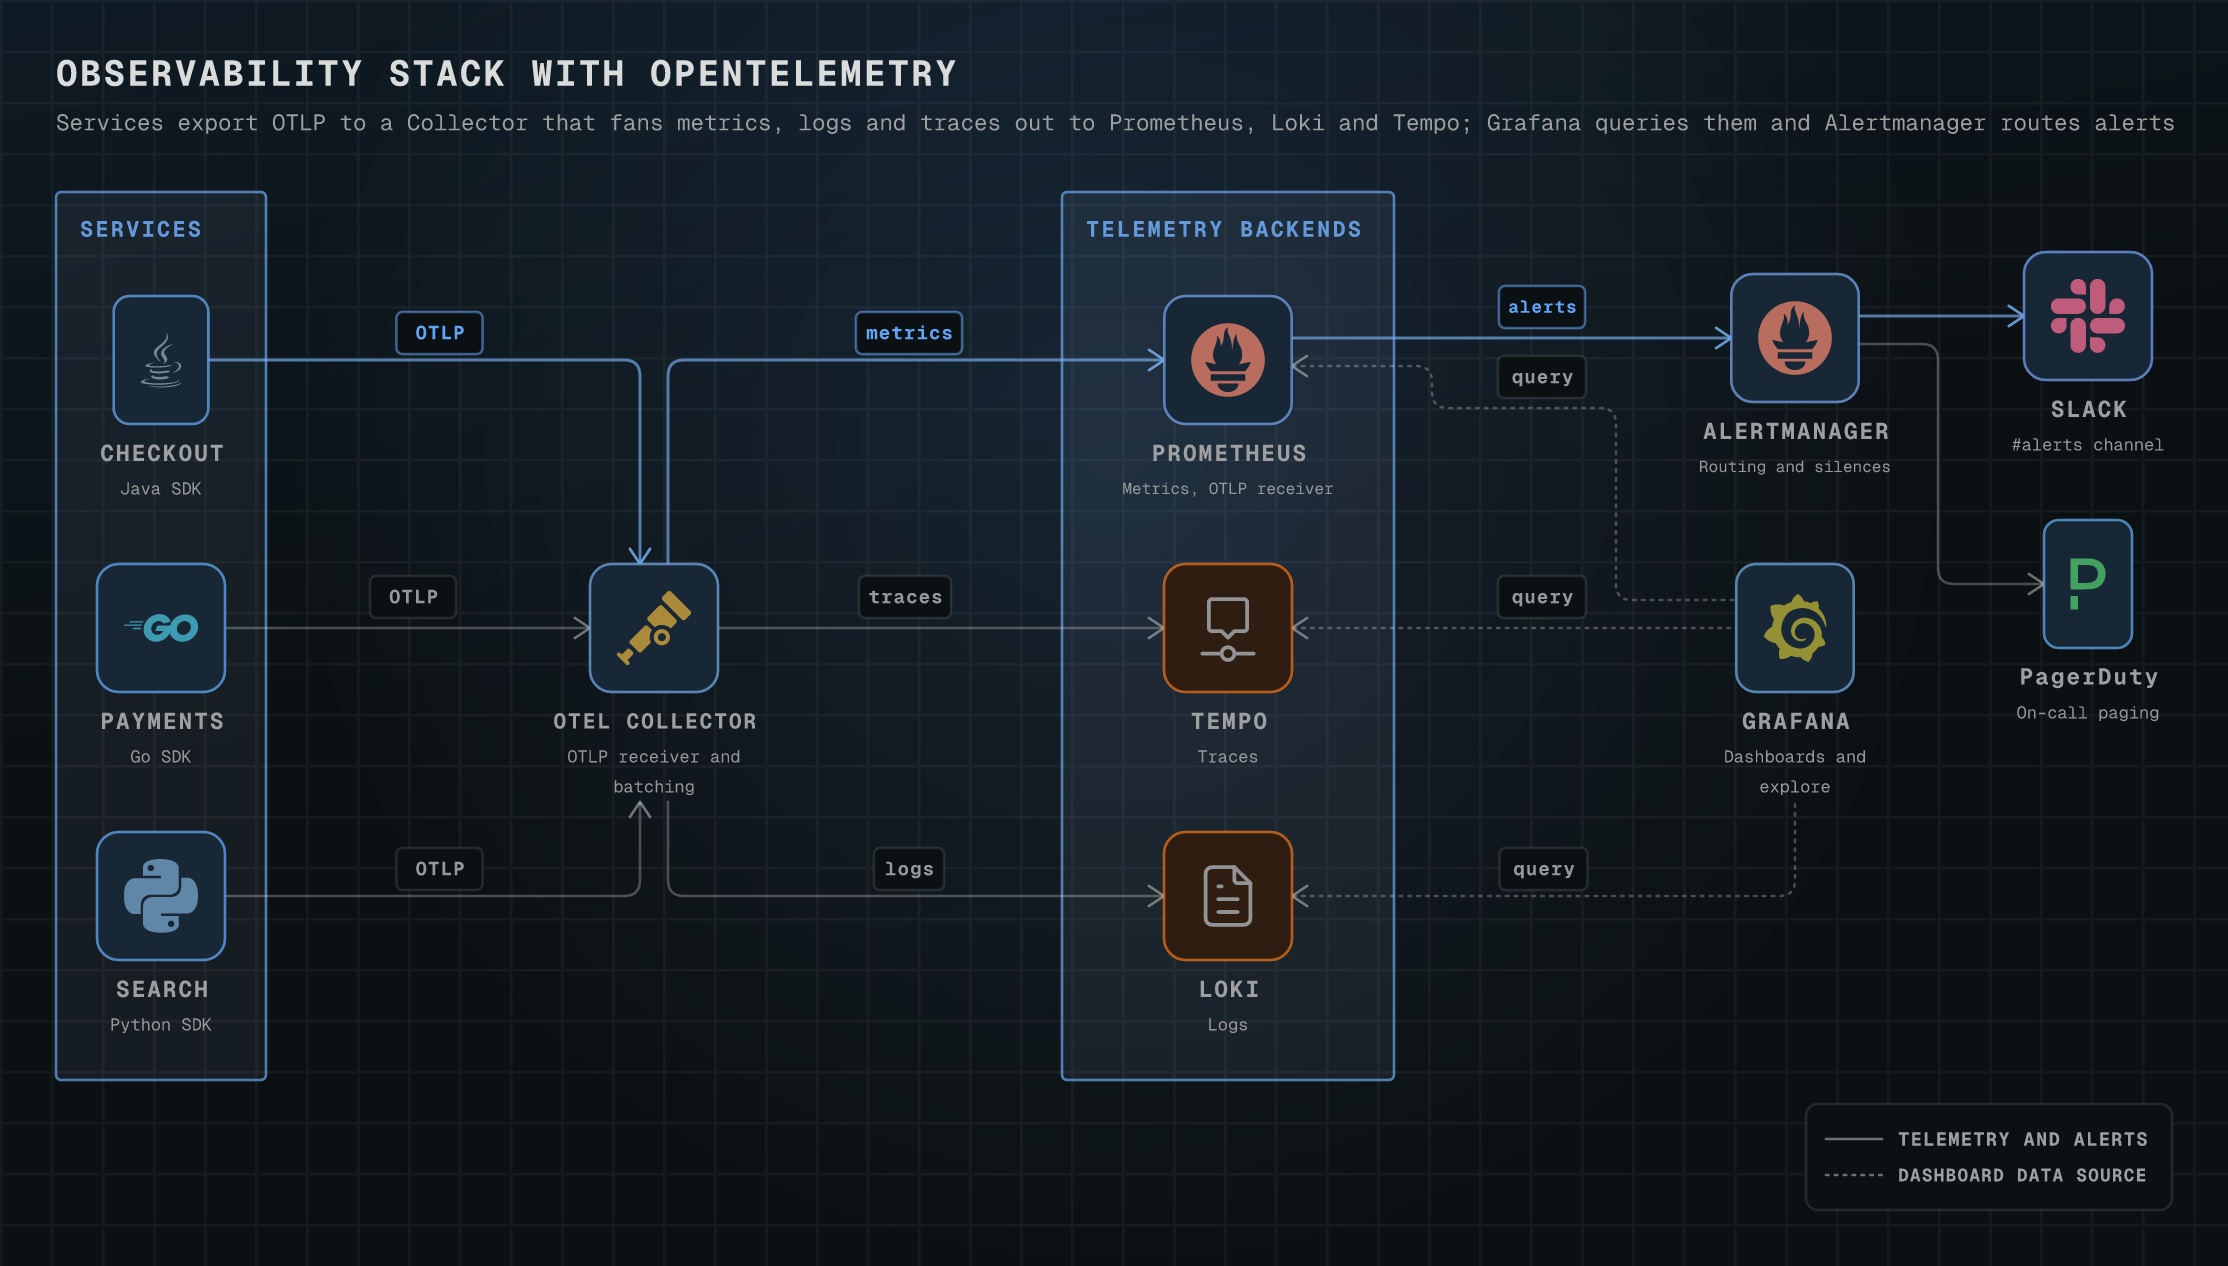 OBSERVABILITY STACK WITH OPENTELEMETRY
Services export OTLP to a Collector that fans metrics, logs and traces out to Prometheus, Loki and Tempo; Grafana queries them and Alertmanager routes alerts
SERVICES
CHECKOUT
Java SDK
GO
PAYMENTS
Go SDK
SEARCH
Python SDK
OTLP
OTLP
OTLP
OTEL COLLECTOR
OTLP receiver and
batching
metrics
traces
logs
TELEMETRY BACKENDS
PROMETHEUS
Metrics, OTLP receiver
TEMPO
Traces
LOKI
Logs
alerts
query
query
query
ALERTMANAGER
Routing and silences
GRAFANA
Dashboards and
explore
SLACK
#alerts channel
P
PagerDuty
On-call paging
TELEMETRY AND ALERTS
DASHBOARD DATA SOURCE